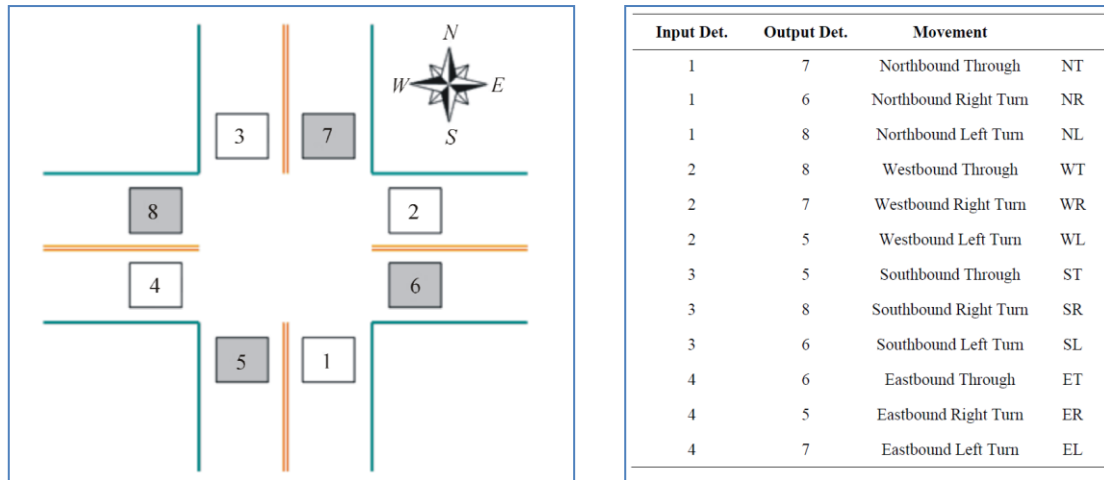 N
W E
S
3 7
8 2
4 6
5 1
Input Det. Output Det. Movement
1 7 Northbound Through NT
1 6 Northbound Right Turn NR
1 8 Northbound Left Turn NL
2 8 Westbound Through WT
2 7 Westbound Right Turn WR
2 5 Westbound Left Turn WL
3 5 Southbound Through ST
3 8 Southbound Right Turn SR
3 6 Southbound Left Turn SL
4 6 Eastbound Through ET
4 5 Eastbound Right Turn ER
4 7 Eastbound Left Turn EL